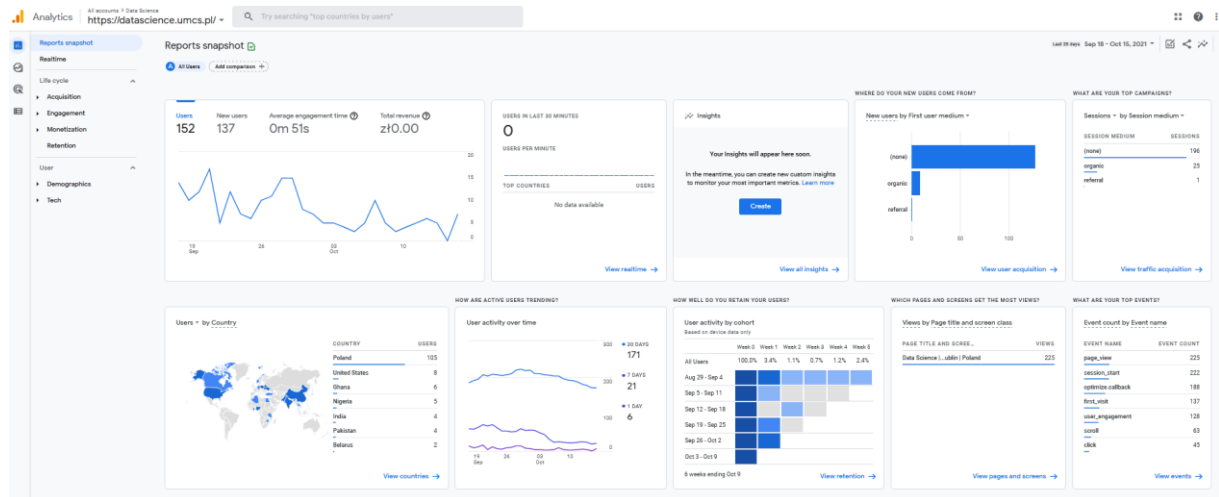 Analytics
All accounts > Data Science
https://datascience.umcs.pl/
Try searching "top countries by users"
Reports snapshot
Realtime
Life cycle
Acquisition
Engagement
Monetization
Retention
User
Demographics
Tech
Reports snapshot
Last 28 days Sep 18 - Oct 15, 2021
A All Users
Add comparison +
Users
152
New users
137
Average engagement time
0m 51s
Total revenue
zł0.00
20
15
10
5
0
19
Sep
26
03
Oct
10
USERS IN LAST 30 MINUTES
0
USERS PER MINUTE
TOP COUNTRIES USERS
No data available
View realtime →
Insights
Your Insights will appear here soon.
In the meantime, you can create new custom insights
to monitor your most important metrics. Learn more
Create
View all insights →
WHERE DO YOUR NEW USERS COME FROM?
New users by First user medium
(none)
organic
referral
0 50 100
View user acquisition →
WHAT ARE YOUR TOP CAMPAIGNS?
Sessions by Session medium
SESSION MEDIUM SESSIONS
(none) 196
organic 25
referral 1
View traffic acquisition →
Users by Country
COUNTRY USERS
Poland 105
United States 8
Ghana 6
Nigeria 5
India 4
Pakistan 4
Belarus 2
View countries →
HOW ARE ACTIVE USERS TRENDING?
User activity over time
300
200
100
0
19
Sep
26
03
Oct
10
30 DAYS
171
7 DAYS
21
1 DAY
6
HOW WELL DO YOU RETAIN YOUR USERS?
User activity by cohort
Based on device data only
Week 0 Week 1 Week 2 Week 3 Week 4 Week 5
All Users 100.0% 3.4% 1.1% 0.7% 1.2% 2.4%
Aug 29 - Sep 4
Sep 5 - Sep 11
Sep 12 - Sep 18
Sep 19 - Sep 25
Sep 26 - Oct 2
Oct 3 - Oct 9
6 weeks ending Oct 9
View retention →
WHICH PAGES AND SCREENS GET THE MOST VIEWS?
Views by Page title and screen class
PAGE TITLE AND SCREE... VIEWS
Data Science |...ublin | Poland 225
View pages and screens →
WHAT ARE YOUR TOP EVENTS?
Event count by Event name
EVENT NAME EVENT COUNT
page_view 225
session_start 222
optimize.callback 188
first_visit 137
user_engagement 128
scroll 63
click 45
View events →